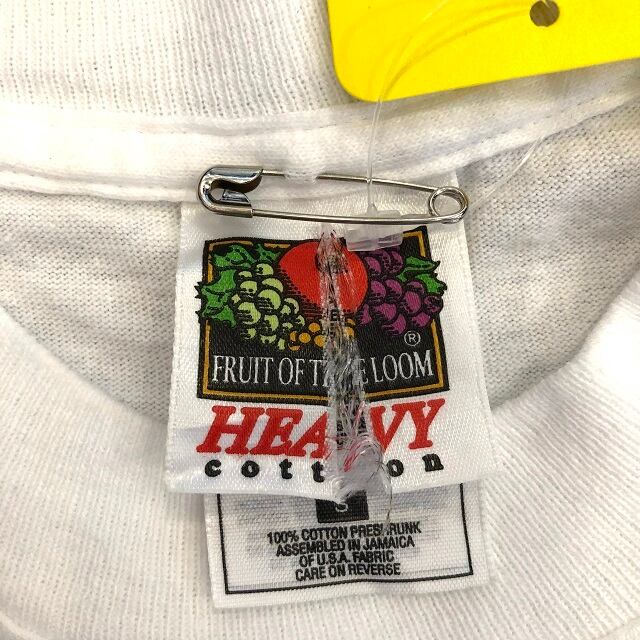 ®
FRUIT OF THE LOOM
HEAVY
cotton
S
100% COTTON PRESHRUNK
ASSEMBLED IN JAMAICA
OF U.S.A. FABRIC
CARE ON REVERSE